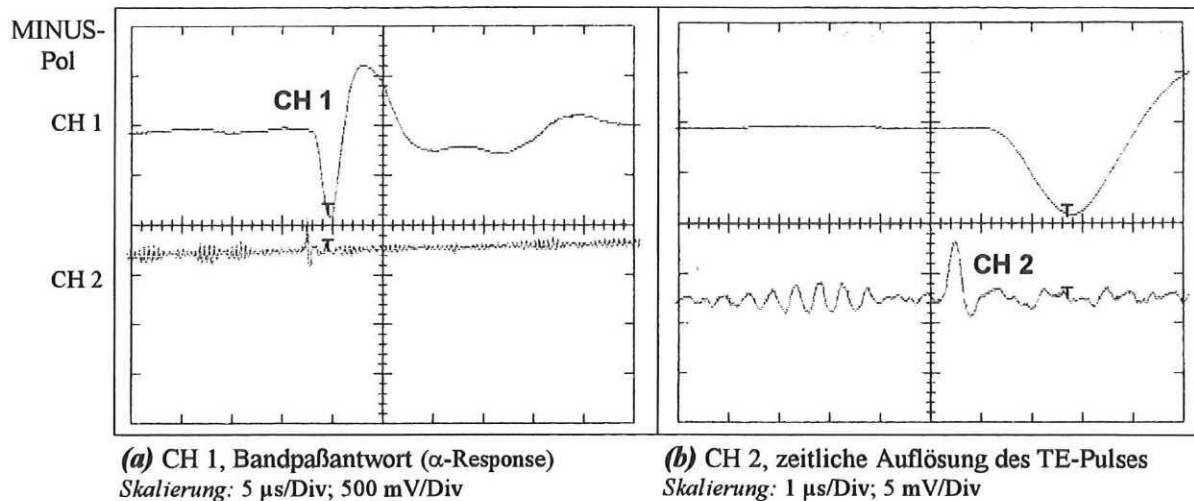 MINUS-
Pol
CH 1
CH 2
CH 1
T
T
CH 2
T
T
(a) CH 1, Bandpaßantwort (α-Response)
Skalierung: 5 µs/Div; 500 mV/Div
(b) CH 2, zeitliche Auflösung des TE-Pulses
Skalierung: 1 µs/Div; 5 mV/Div